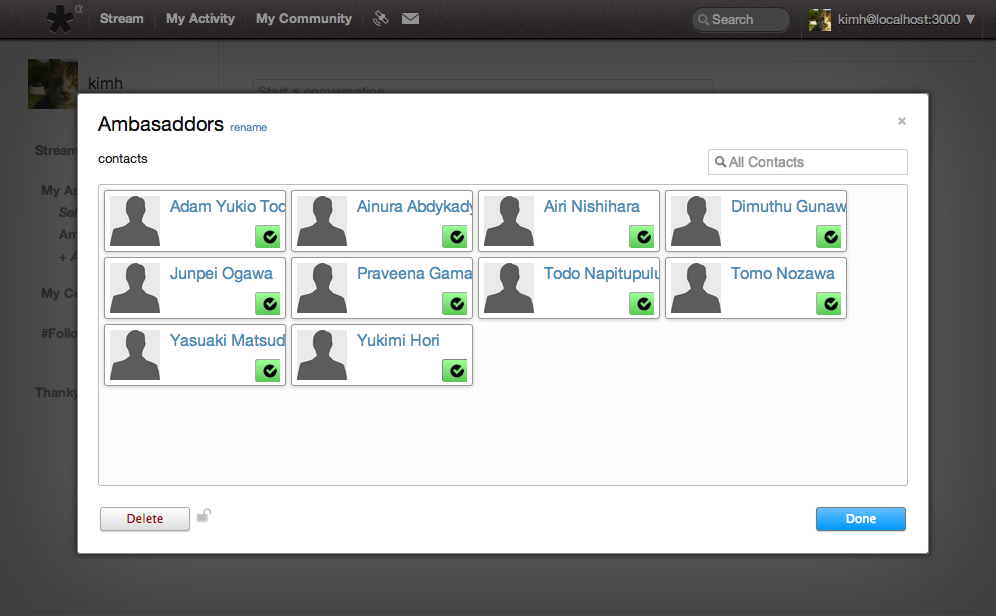 α
Stream My Activity My Community Search kimh@localhost:3000 ▼
kimh
Start a conversation
Ambasaddors rename ×
contacts
All Contacts
Stream
My As
Sel
Am
+ A
My Co
#Follo
Thanky
Adam Yukio Tod Ainura Abdykady Airi Nishihara Dimuthu Gunaw
Junpei Ogawa Praveena Gama Todo Napitupulu Tomo Nozawa
Yasuaki Matsud Yukimi Hori
Delete Done